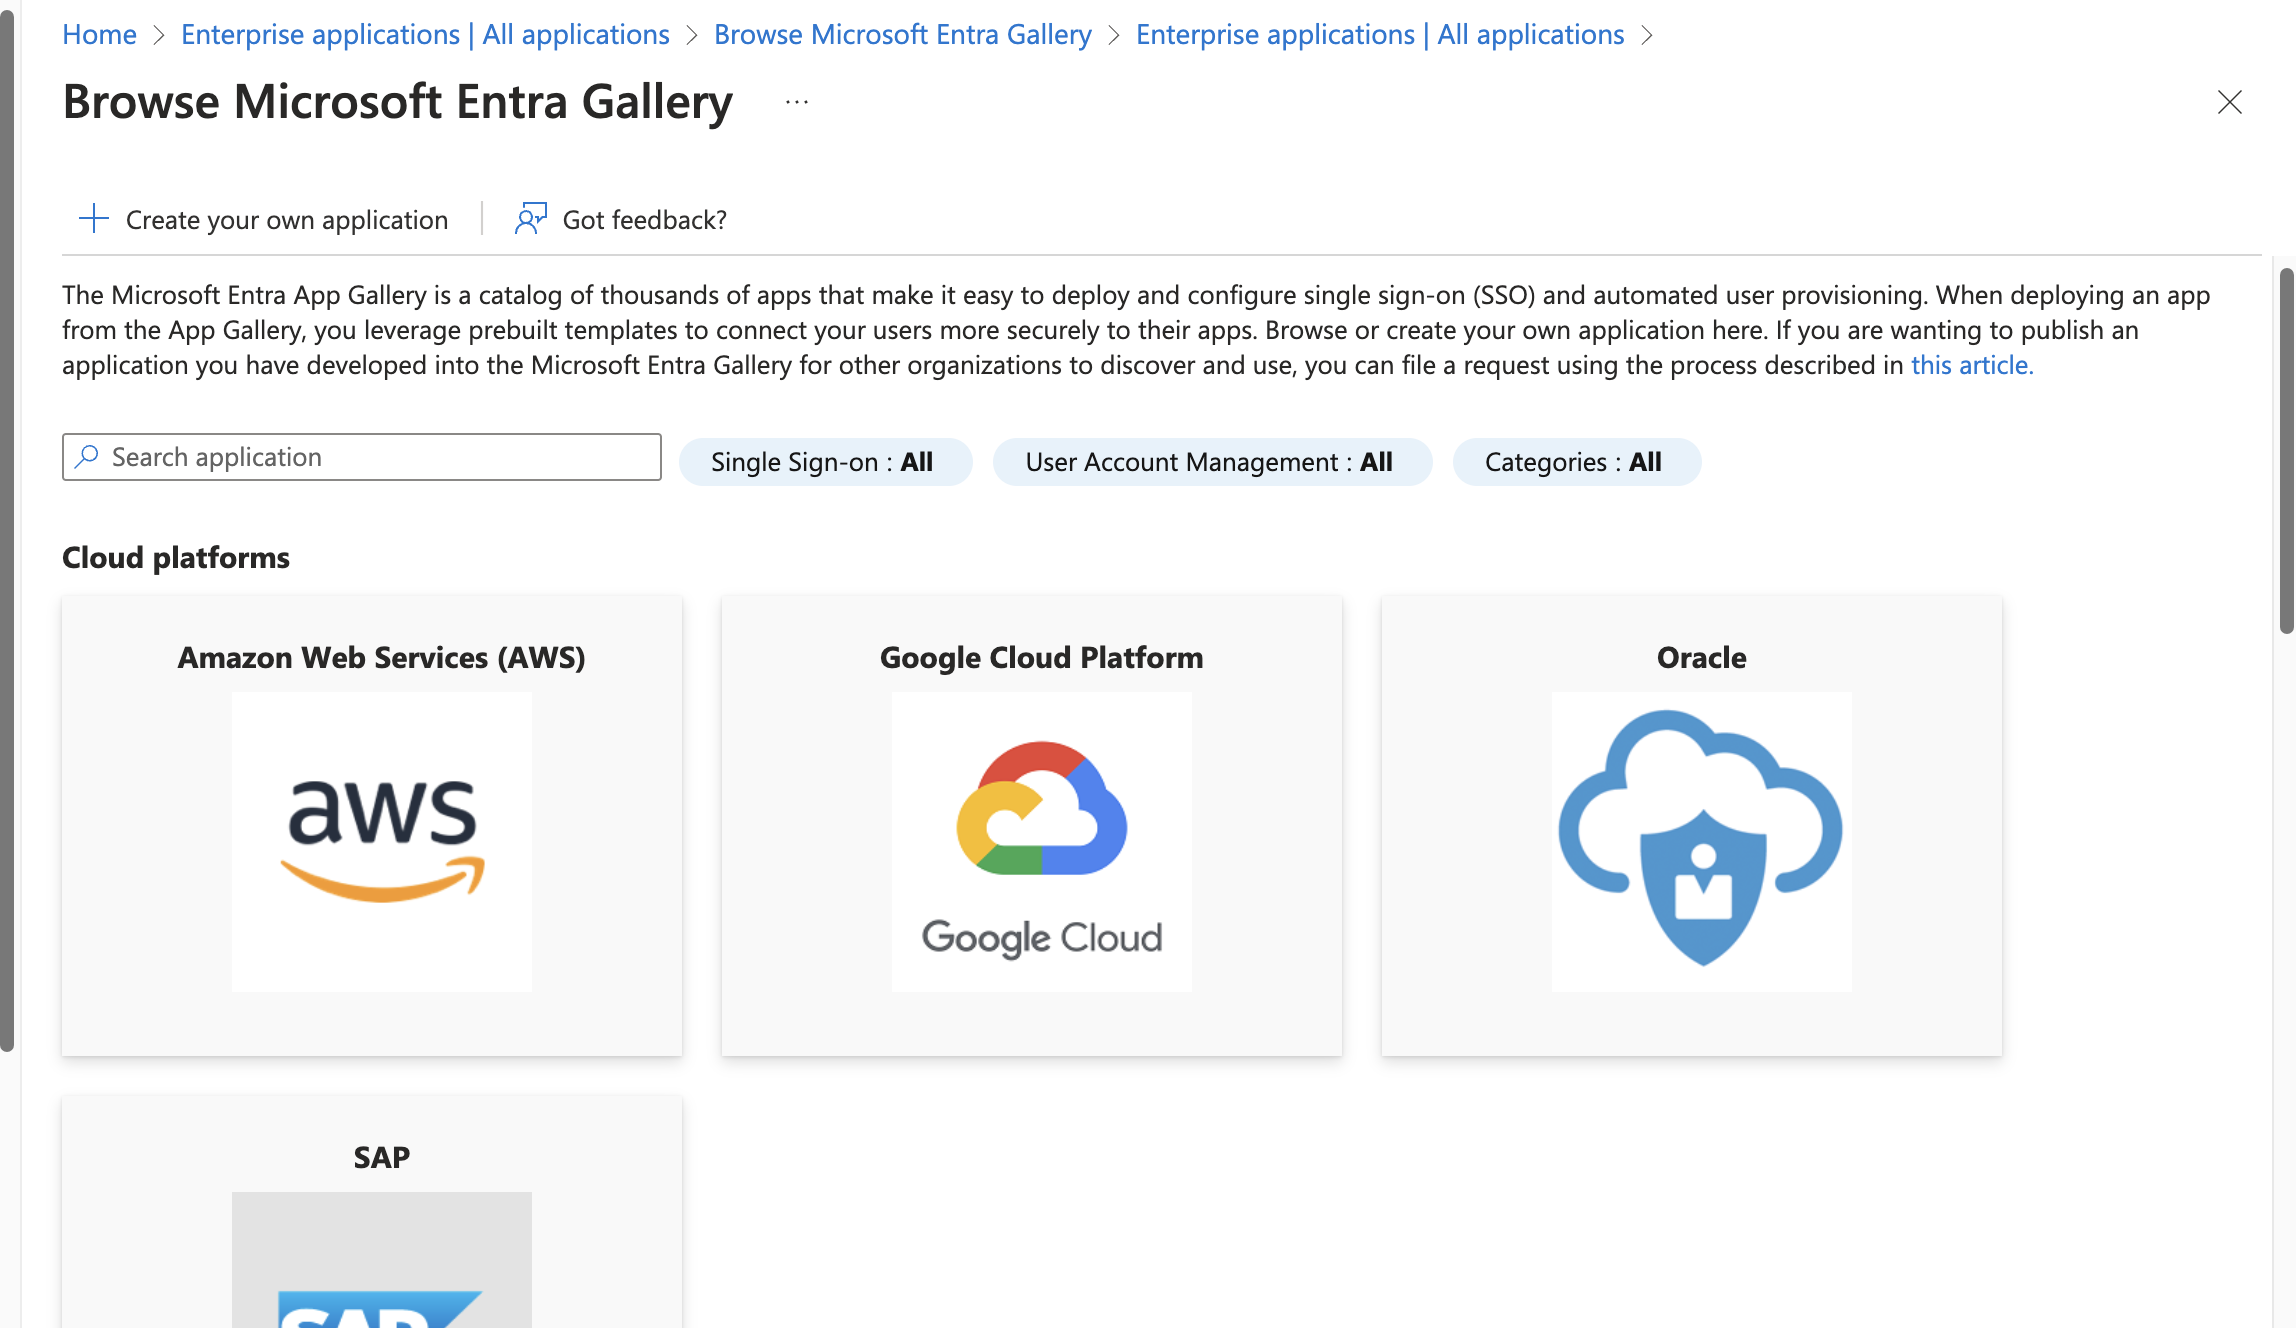 Home > Enterprise applications | All applications > Browse Microsoft Entra Gallery > Enterprise applications | All applications >
Browse Microsoft Entra Gallery ...
Create your own application
Got feedback?
The Microsoft Entra App Gallery is a catalog of thousands of apps that make it easy to deploy and configure single sign-on (SSO) and automated user provisioning. When deploying an app
from the App Gallery, you leverage prebuilt templates to connect your users more securely to their apps. Browse or create your own application here. If you are wanting to publish an
application you have developed into the Microsoft Entra Gallery for other organizations to discover and use, you can file a request using the process described in this article.
Search application
Single Sign-on : All
User Account Management : All
Categories : All
Cloud platforms
Amazon Web Services (AWS)
aws
Google Cloud Platform
Google Cloud
Oracle
SAP
SAP